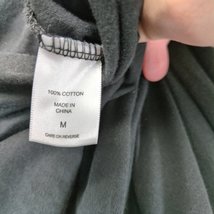 100% COTTON
MADE IN
CHINA
M
CARE ON REVERSE